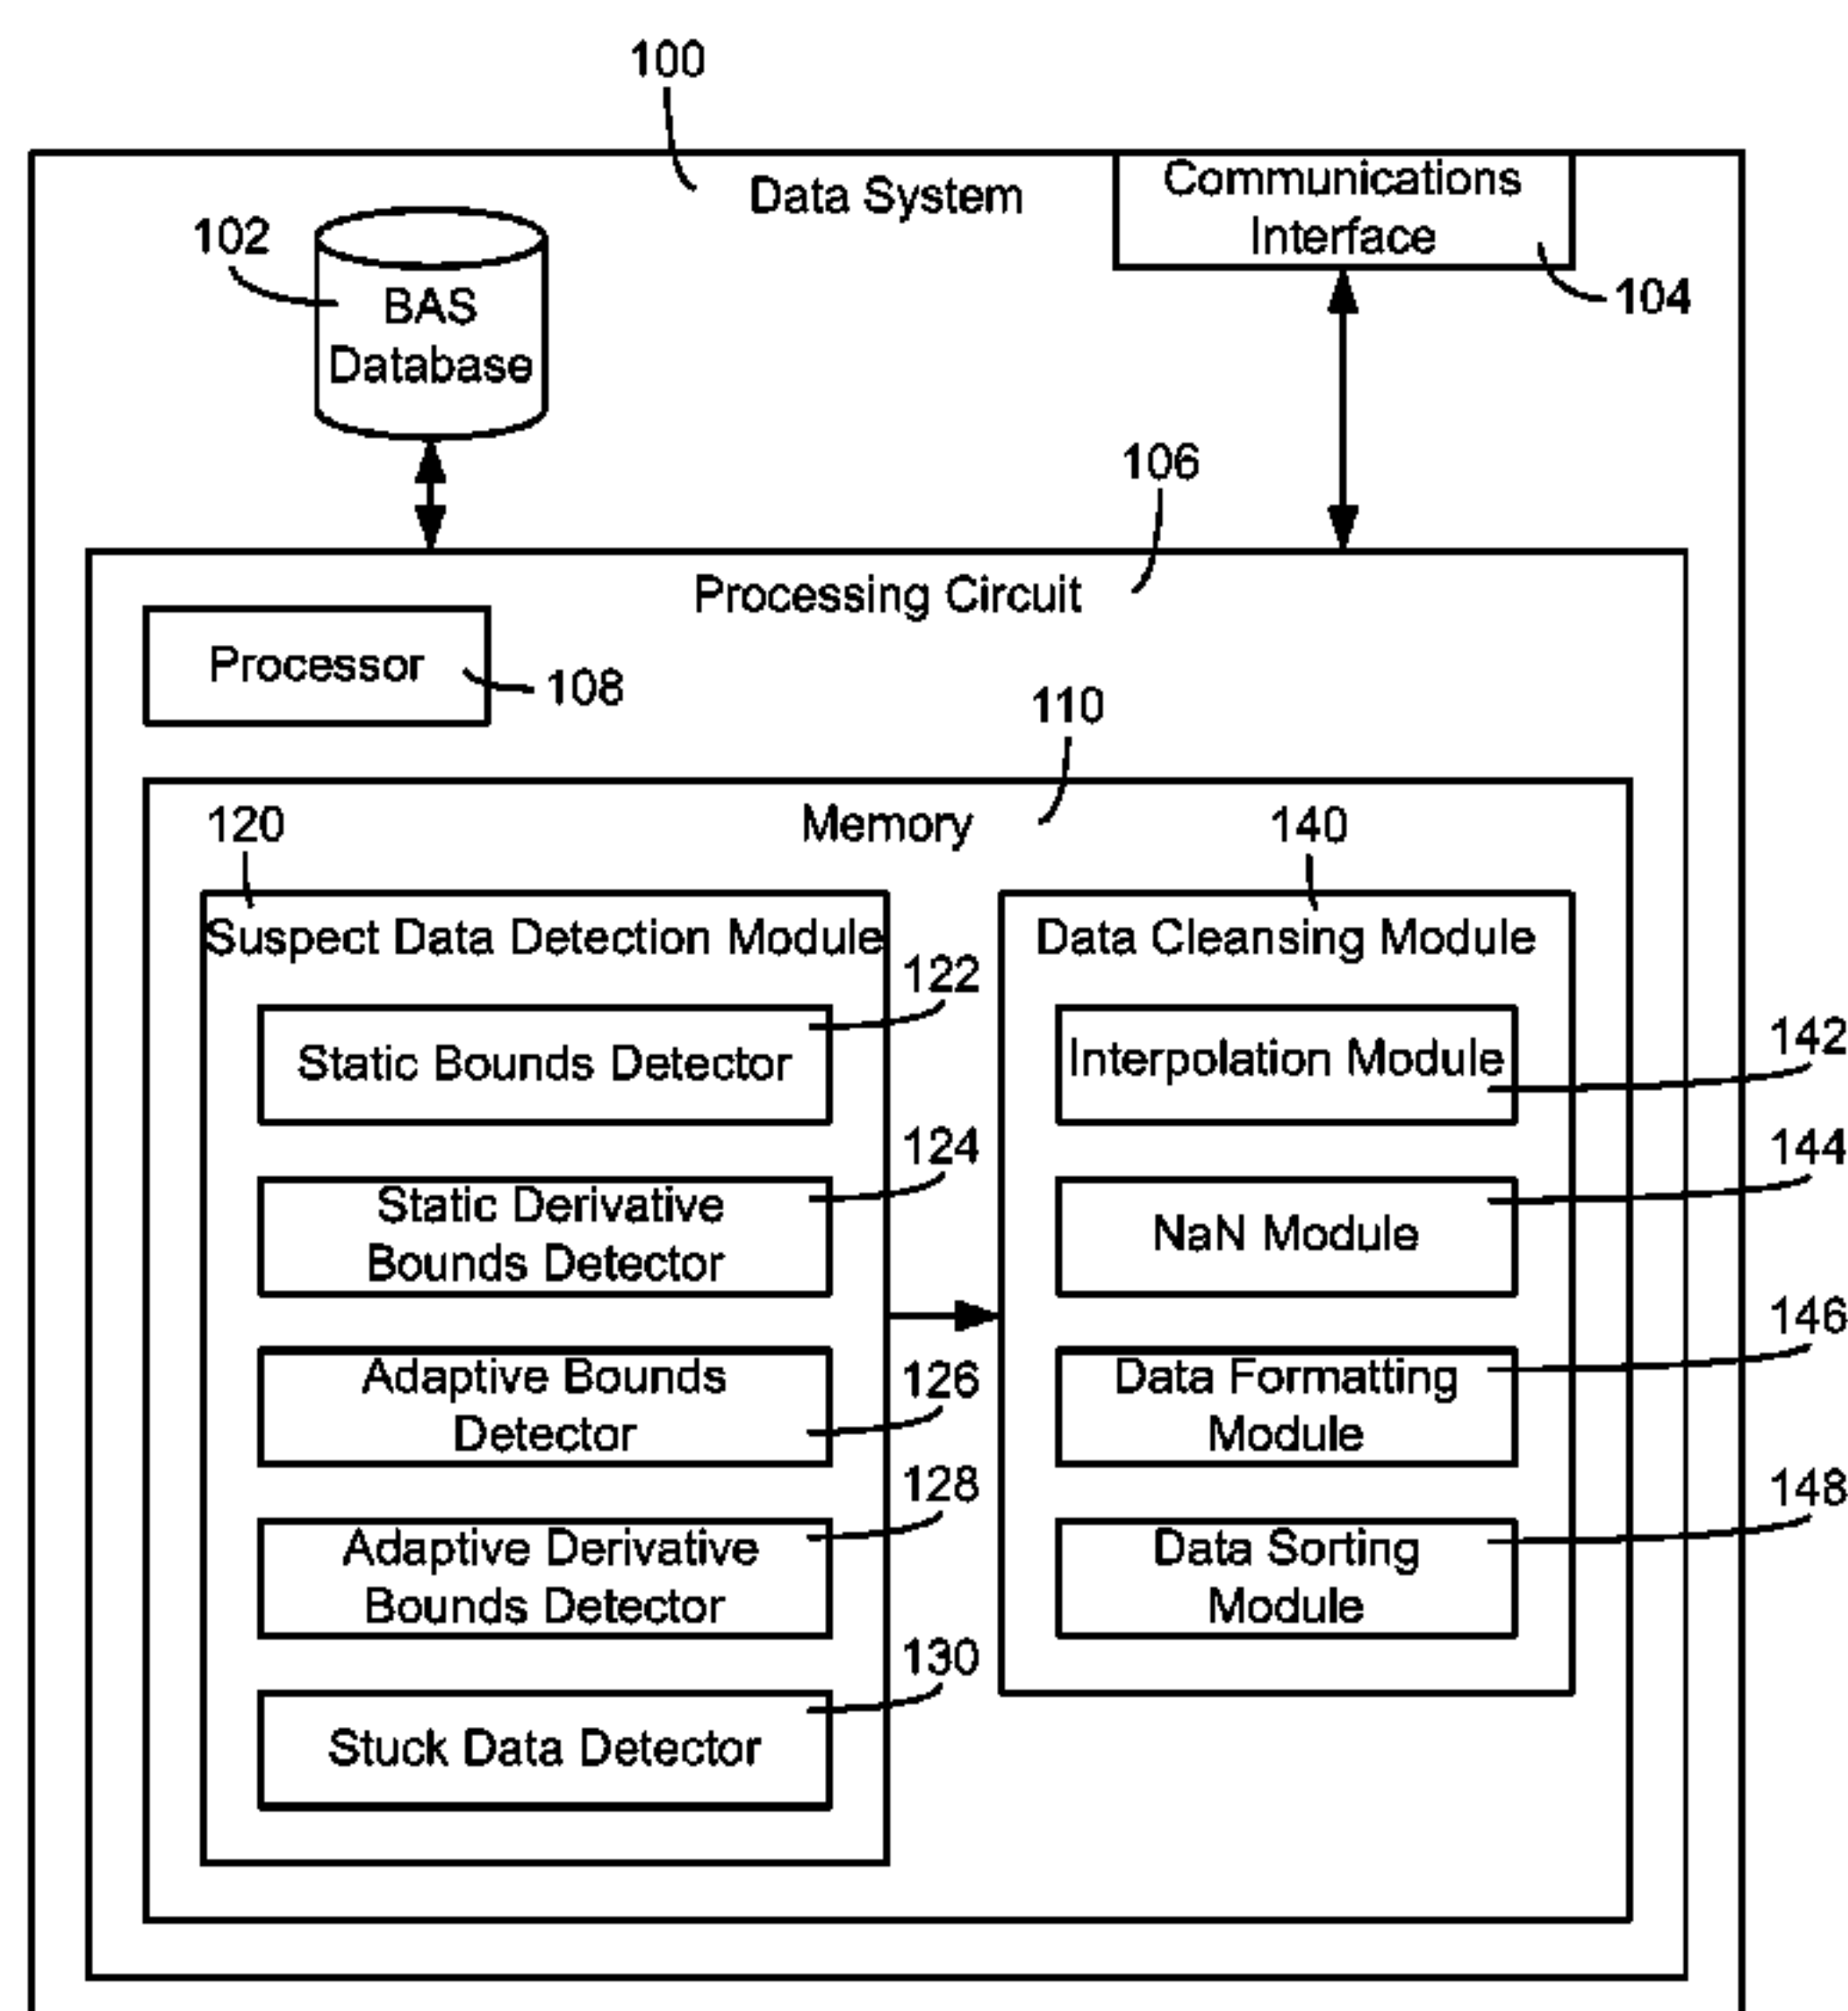 100
Data System
Communications
Interface
104
102
BAS
Database
106
Processing Circuit
Processor
108
110
Memory
120
Suspect Data Detection Module
122
Static Bounds Detector
124
Static Derivative
Bounds Detector
126
Adaptive Bounds
Detector
128
Adaptive Derivative
Bounds Detector
130
Stuck Data Detector
140
Data Cleansing Module
142
Interpolation Module
144
NaN Module
146
Data Formatting
Module
148
Data Sorting
Module